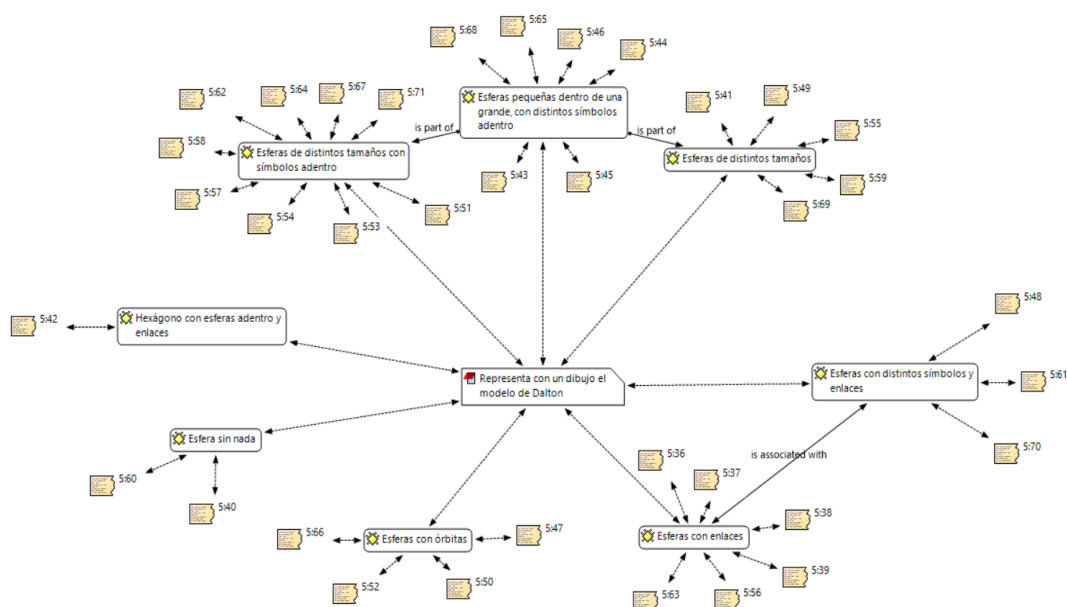 5:68
5:65
5:46
5:44
5:62
5:64
5:67
5:71
Esferas pequeñas dentro de una
grande, con distintos símbolos
adentro
5:41
5:49
5:58
is part of
is part of
5:55
Esferas de distintos tamaños con
símbolos adentro
Esferas de distintos tamaños
5:57
5:54
5:53
5:51
5:43
5:45
5:59
5:69
5:42
Hexágono con esferas adentro y
enlaces
5:48
Representa con un dibujo el
modelo de Dalton
Esferas con distintos símbolos y
enlaces
5:61
Esfera sin nada
5:60
5:40
is associated with
5:70
5:36
5:37
5:38
5:66
Esferas con órbitas
5:47
Esferas con enlaces
5:52
5:50
5:39
5:63
5:56